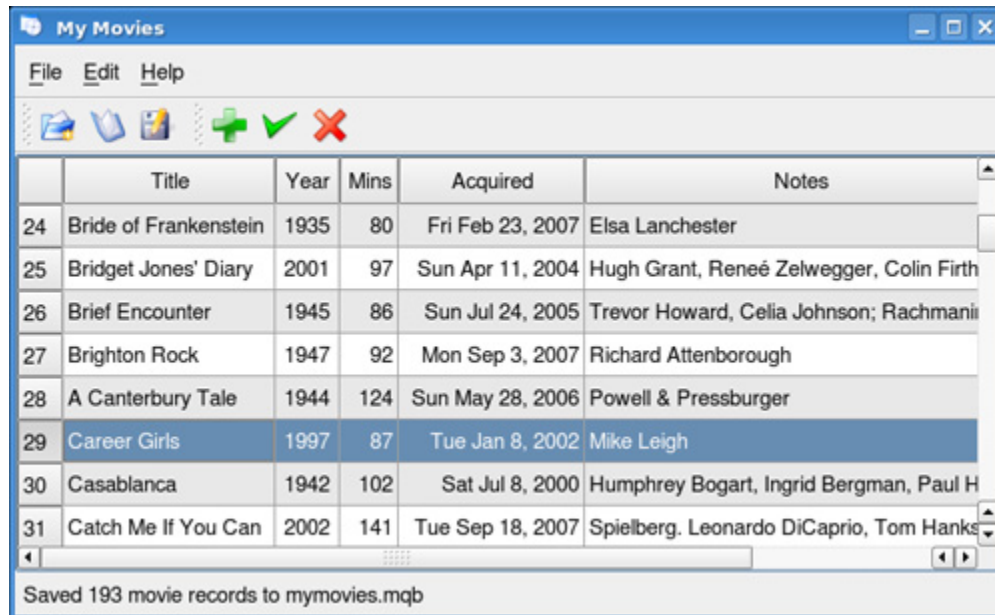 My Movies
File Edit Help
Title Year Mins Acquired Notes
24 Bride of Frankenstein 1935 80 Fri Feb 23, 2007 Elsa Lanchester
25 Bridget Jones' Diary 2001 97 Sun Apr 11, 2004 Hugh Grant, Reneé Zelwegger, Colin Firth
26 Brief Encounter 1945 86 Sun Jul 24, 2005 Trevor Howard, Celia Johnson;
27 Brighton Rock 1947 92 Mon Sep 3, 2007 Richard Attenborough
28 A Canterbury Tale 1944 124 Sun May 28, 2006 Powell & Pressburger
29 Career Girls 1997 87 Tue Jan 8, 2002 Mike Leigh
30 Casablanca 1942 102 Sat Jul 8, 2000 Humphrey Bogart, Ingrid Bergman, Paul H
31 Catch Me If You Can 2002 141 Tue Sep 18, 2007 Spielberg. Leonardo DiCaprio, Tom Hanks
Saved 193 movie records to mymovies.mqb